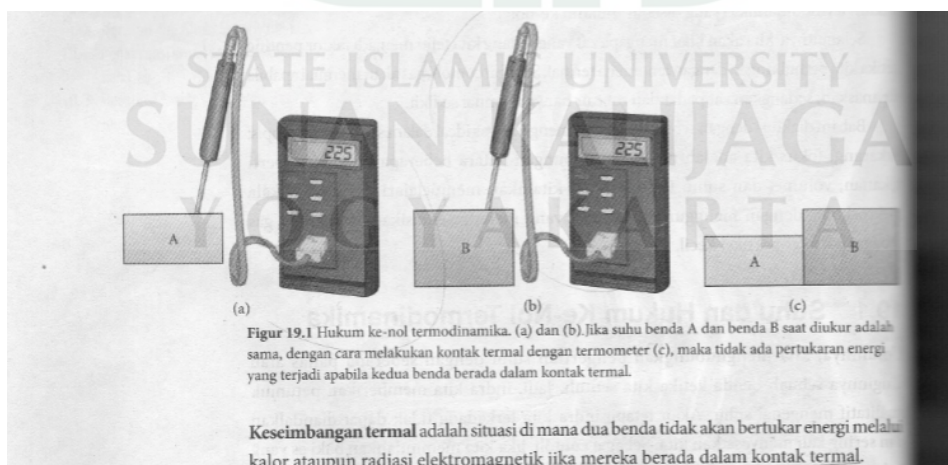 STATE ISLAMIC UNIVERSITY
SUNAN KALIJAGA
YOGYAKARTA
225
225
A
B
A
B
(a)
(b)
(c)
Figur 19.1 Hukum ke-nol termodinamika. (a) dan (b).Jika suhu benda A dan benda B saat diukur adalah
sama, dengan cara melakukan kontak termal dengan termometer (c), maka tidak ada pertukaran energi
yang terjadi apabila kedua benda berada dalam kontak termal.
Keseimbangan termal adalah situasi di mana dua benda tidak akan bertukar energi melalu
kalor ataupun radiasi elektromagnetik jika mereka berada dalam kontak termal.